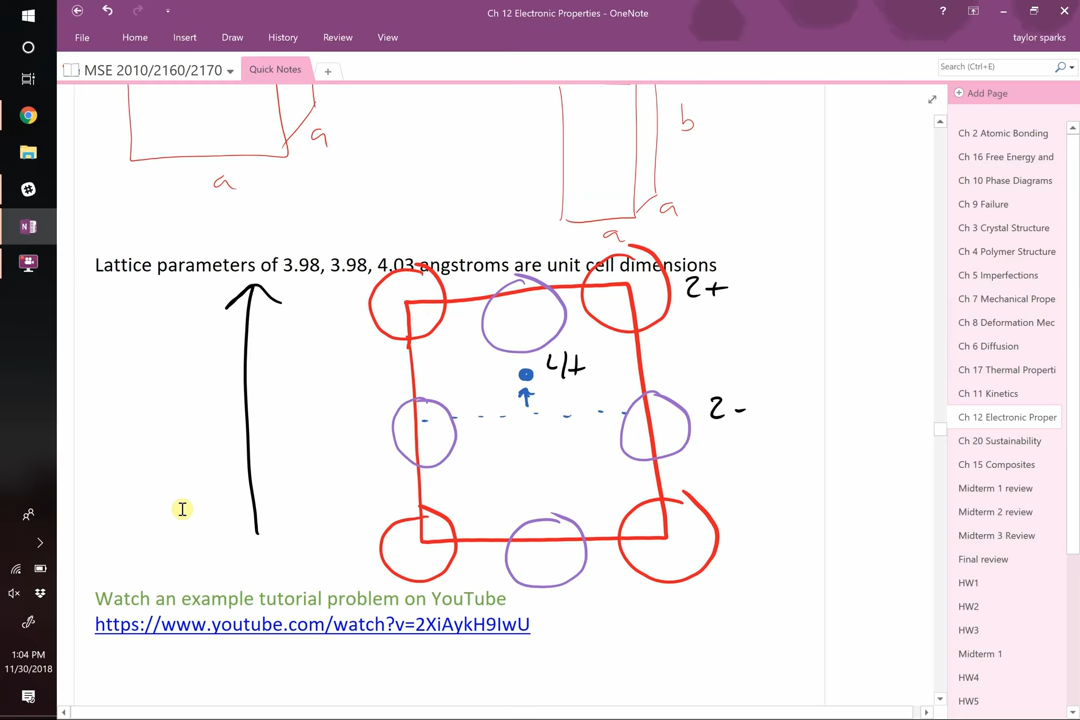 Ch 12 Electronic Properties - OneNote
?
taylor sparks
File Home Insert Draw History Review View
MSE 2010/2160/2170
Quick Notes
+
Search (Ctrl+E)
Add Page
a
a
b
a
a
Lattice parameters of 3.98, 3.98, 4.03 angstroms are unit cell dimensions
2+
4+
2-
Watch an example tutorial problem on YouTube
https://www.youtube.com/watch?v=2XiAykH9IwU
Ch 2 Atomic Bonding
Ch 16 Free Energy and
Ch 10 Phase Diagrams
Ch 9 Failure
Ch 3 Crystal Structure
Ch 4 Polymer Structure
Ch 5 Imperfections
Ch 7 Mechanical Prope
Ch 8 Deformation Mec
Ch 6 Diffusion
Ch 17 Thermal Properti
Ch 11 Kinetics
Ch 12 Electronic Proper
Ch 20 Sustainability
Ch 15 Composites
Midterm 1 review
Midterm 2 review
Midterm 3 Review
Final review
HW1
HW2
HW3
Midterm 1
HW4
HW5
1:04 PM
11/30/2018